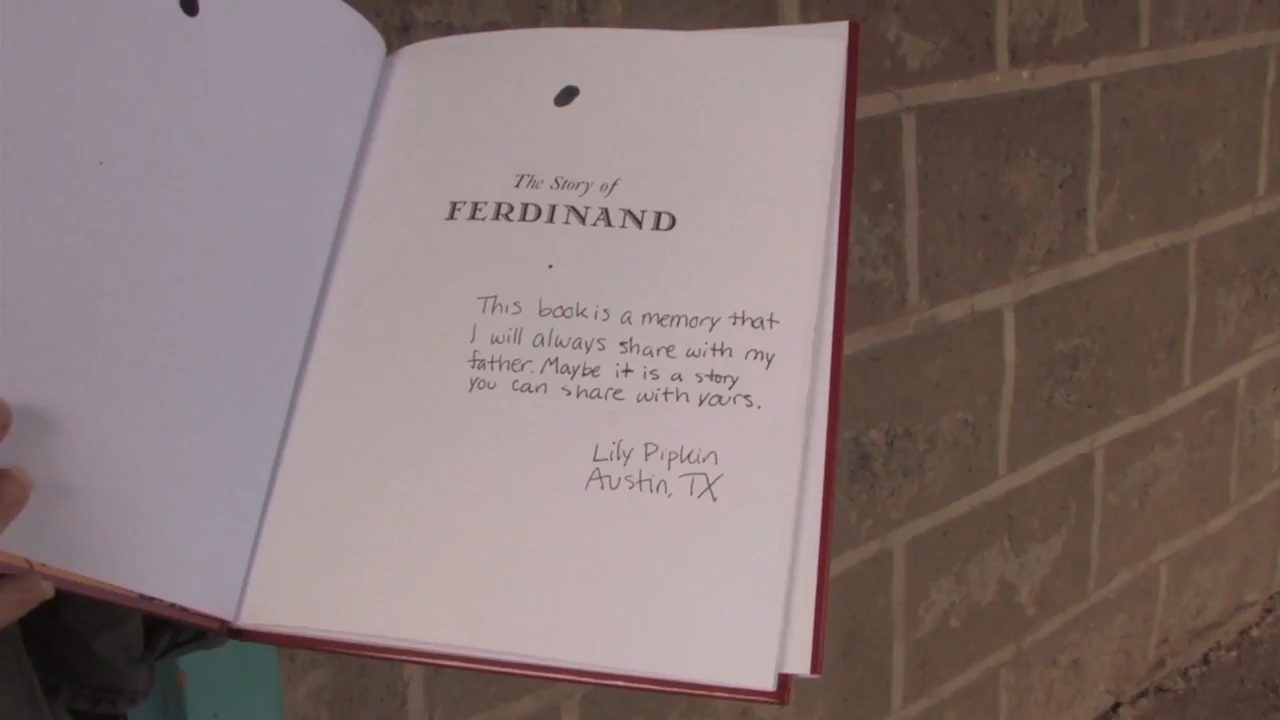 The Story of
FERDINAND
This book is a memory that
I will always share with my
father. Maybe it is a story
you can share with yours.
Lily Pipkin
Austin, TX